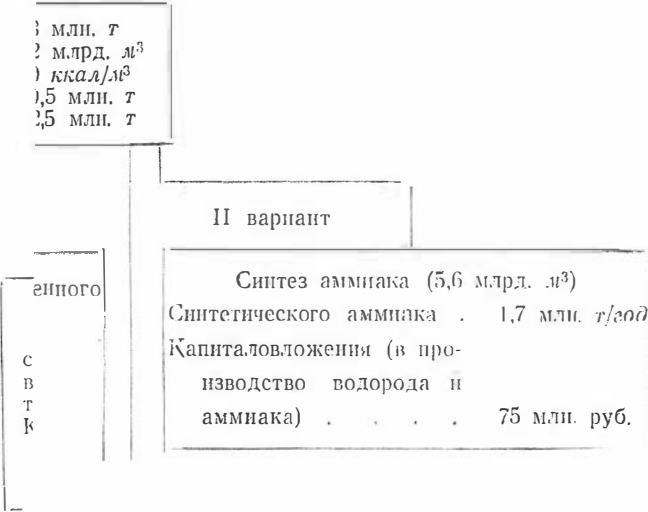 млн. т
млрд. м³
ккал/м³
,5 млн. т
,5 млн. т
II вариант
енного
с
в
т
к
Синтез аммиака (5,6 млрд. м³)
Синтетического аммиака . 1,7 млн. т/год
Капиталовложения (в про-
изводство водорода и
аммиака) . . . . 75 млн. руб.